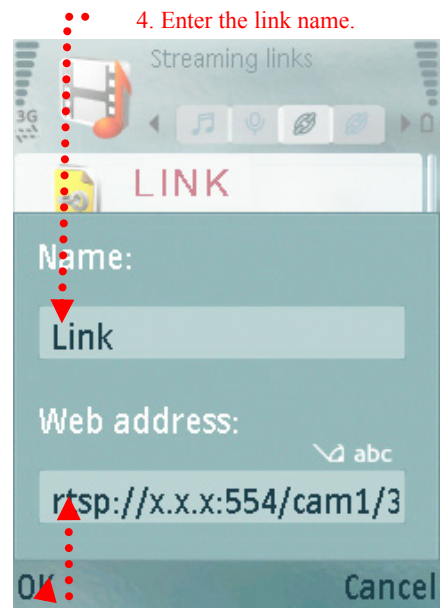 4. Enter the link name.
Streaming links
3G
LINK
Name:
Link
Web address:
abc
rtsp://x.x.x:554/cam1/3
OK
Cancel